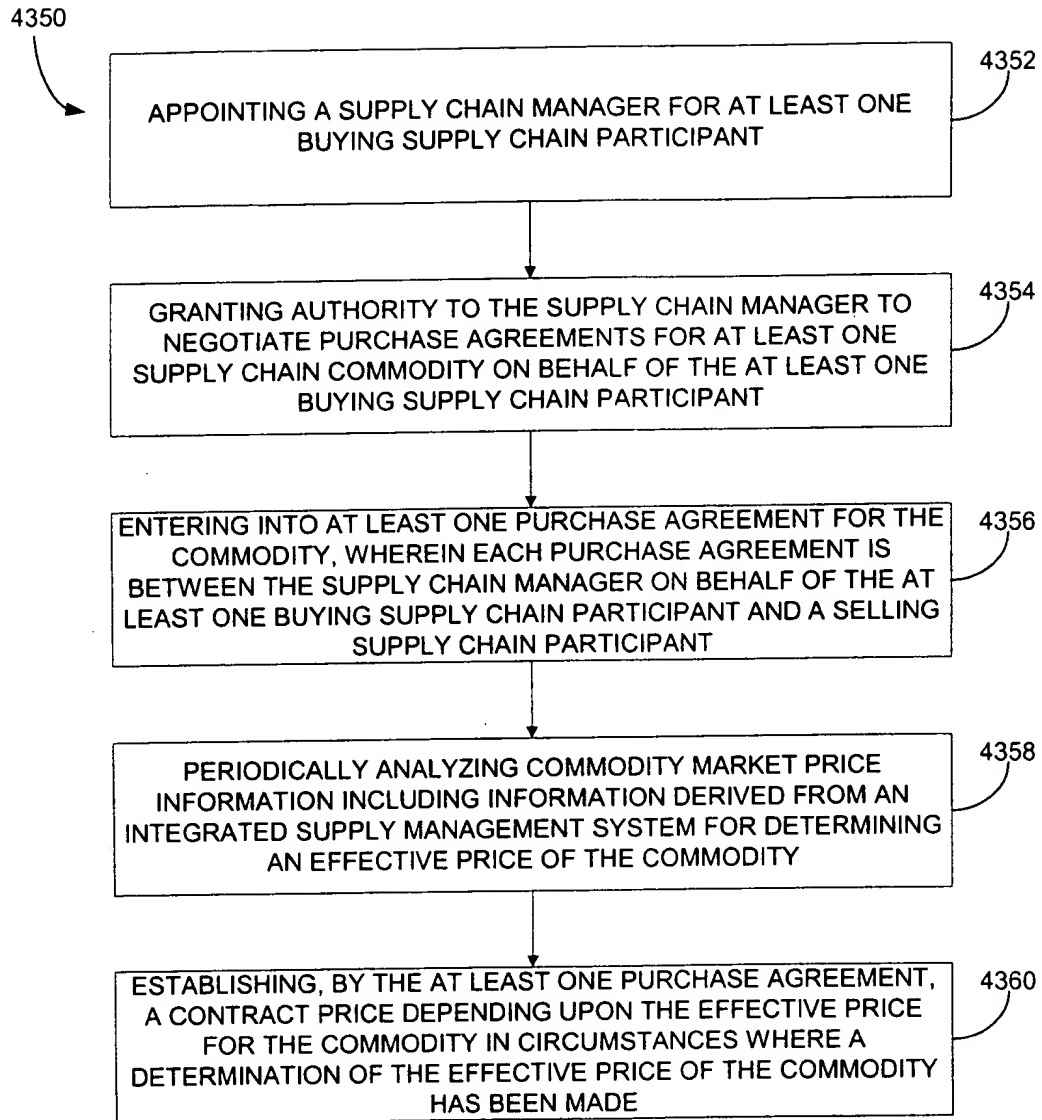 4350
4352
APPOINTING A SUPPLY CHAIN MANAGER FOR AT LEAST ONE
BUYING SUPPLY CHAIN PARTICIPANT
4354
GRANTING AUTHORITY TO THE SUPPLY CHAIN MANAGER TO
NEGOTIATE PURCHASE AGREEMENTS FOR AT LEAST ONE
SUPPLY CHAIN COMMODITY ON BEHALF OF THE AT LEAST ONE
BUYING SUPPLY CHAIN PARTICIPANT
4356
ENTERING INTO AT LEAST ONE PURCHASE AGREEMENT FOR THE
COMMODITY, WHEREIN EACH PURCHASE AGREEMENT IS
BETWEEN THE SUPPLY CHAIN MANAGER ON BEHALF OF THE AT
LEAST ONE BUYING SUPPLY CHAIN PARTICIPANT AND A SELLING
SUPPLY CHAIN PARTICIPANT
4358
PERIODICALLY ANALYZING COMMODITY MARKET PRICE
INFORMATION INCLUDING INFORMATION DERIVED FROM AN
INTEGRATED SUPPLY MANAGEMENT SYSTEM FOR DETERMINING
AN EFFECTIVE PRICE OF THE COMMODITY
4360
ESTABLISHING, BY THE AT LEAST ONE PURCHASE AGREEMENT,
A CONTRACT PRICE DEPENDING UPON THE EFFECTIVE PRICE
FOR THE COMMODITY IN CIRCUMSTANCES WHERE A
DETERMINATION OF THE EFFECTIVE PRICE OF THE COMMODITY
HAS BEEN MADE